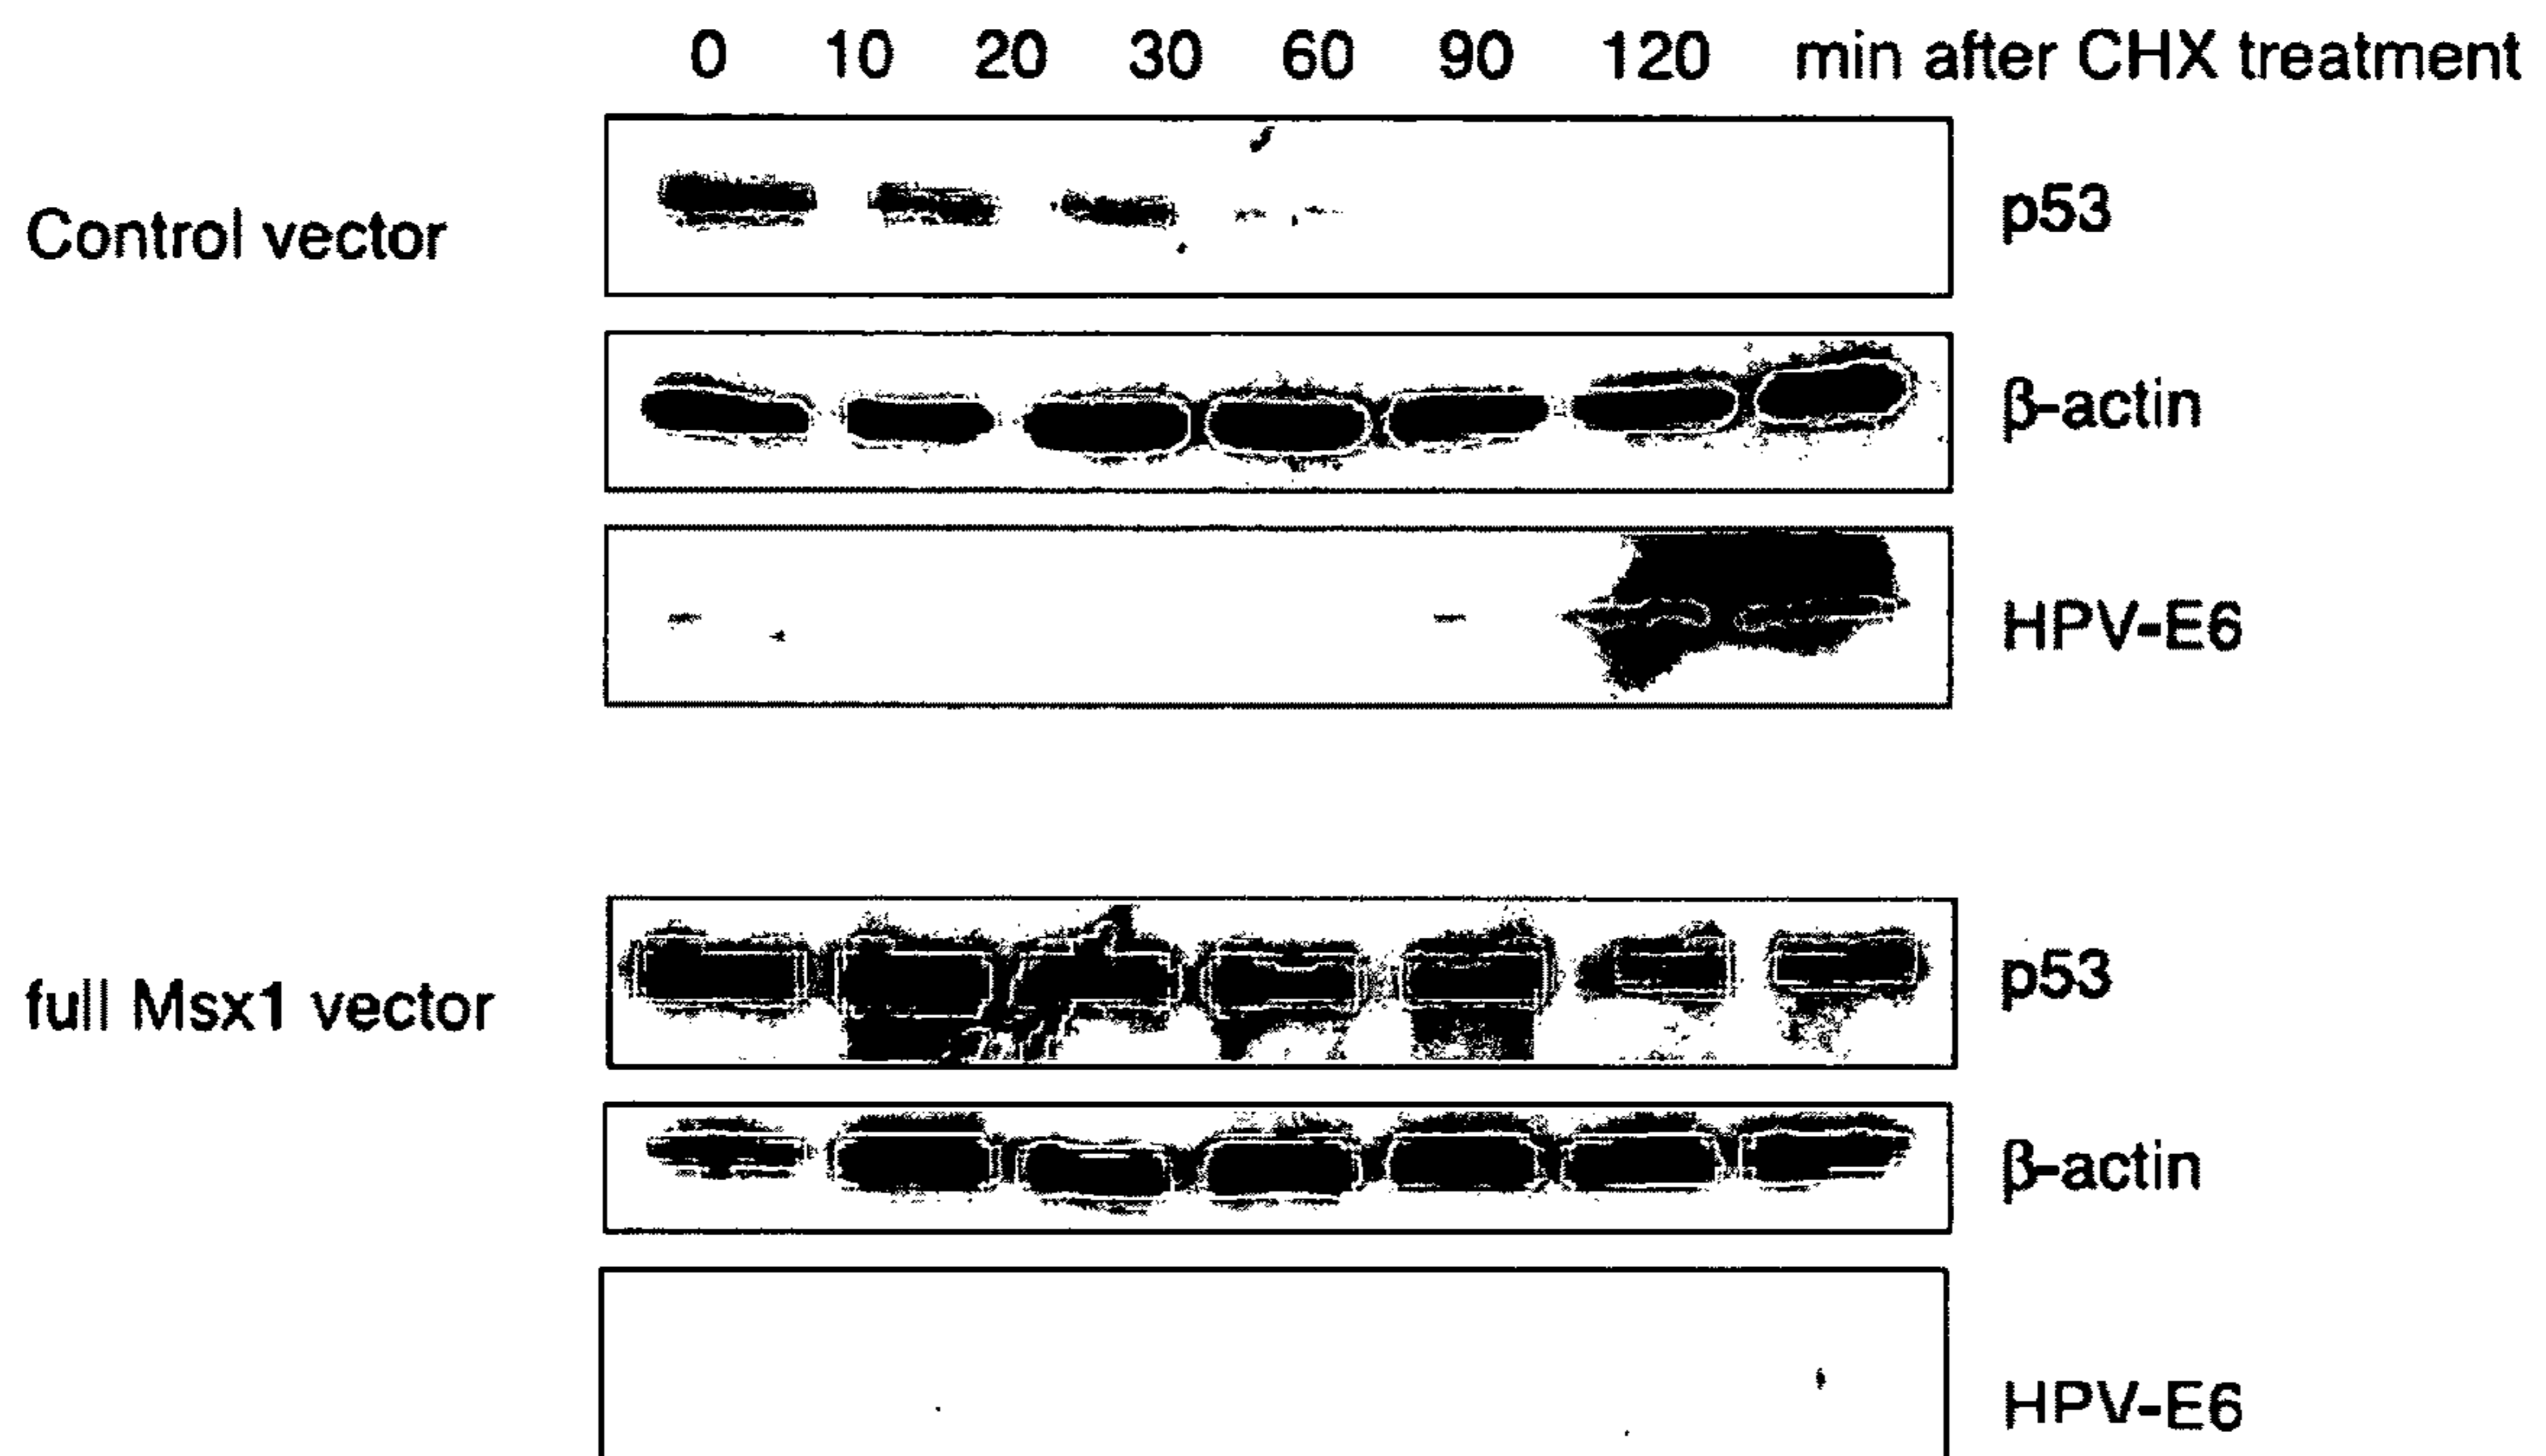 0 10 20 30 60 90 120 min after CHX treatment
Control vector
p53
β-actin
HPV-E6
full Msx1 vector
p53
β-actin
HPV-E6